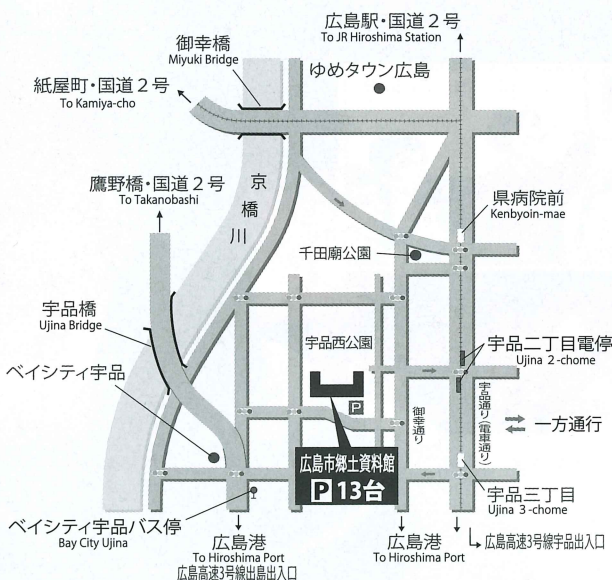 広島駅・国道2号
To JR Hiroshima Station
御幸橋
Miyuki Bridge
ゆめタウン広島
紙屋町・国道2号
To Kamiya-cho
鷹野橋・国道2号
To Takanobashi
京橋川
県病院前
Kenbyoin-mae
千田廟公園
宇品橋
Ujina Bridge
宇品西公園
宇品二丁目電停
Ujina 2-chome
ベイシティ宇品
P
御幸通り
宇品通り(電車通り)
一方通行
広島市郷土資料館
P 13台
宇品三丁目
Ujina 3-chome
ベイシティ宇品バス停
Bay City Ujina
広島港
To Hiroshima Port
広島高速3号線出島出入口
広島港
To Hiroshima Port
広島高速3号線宇品出入口